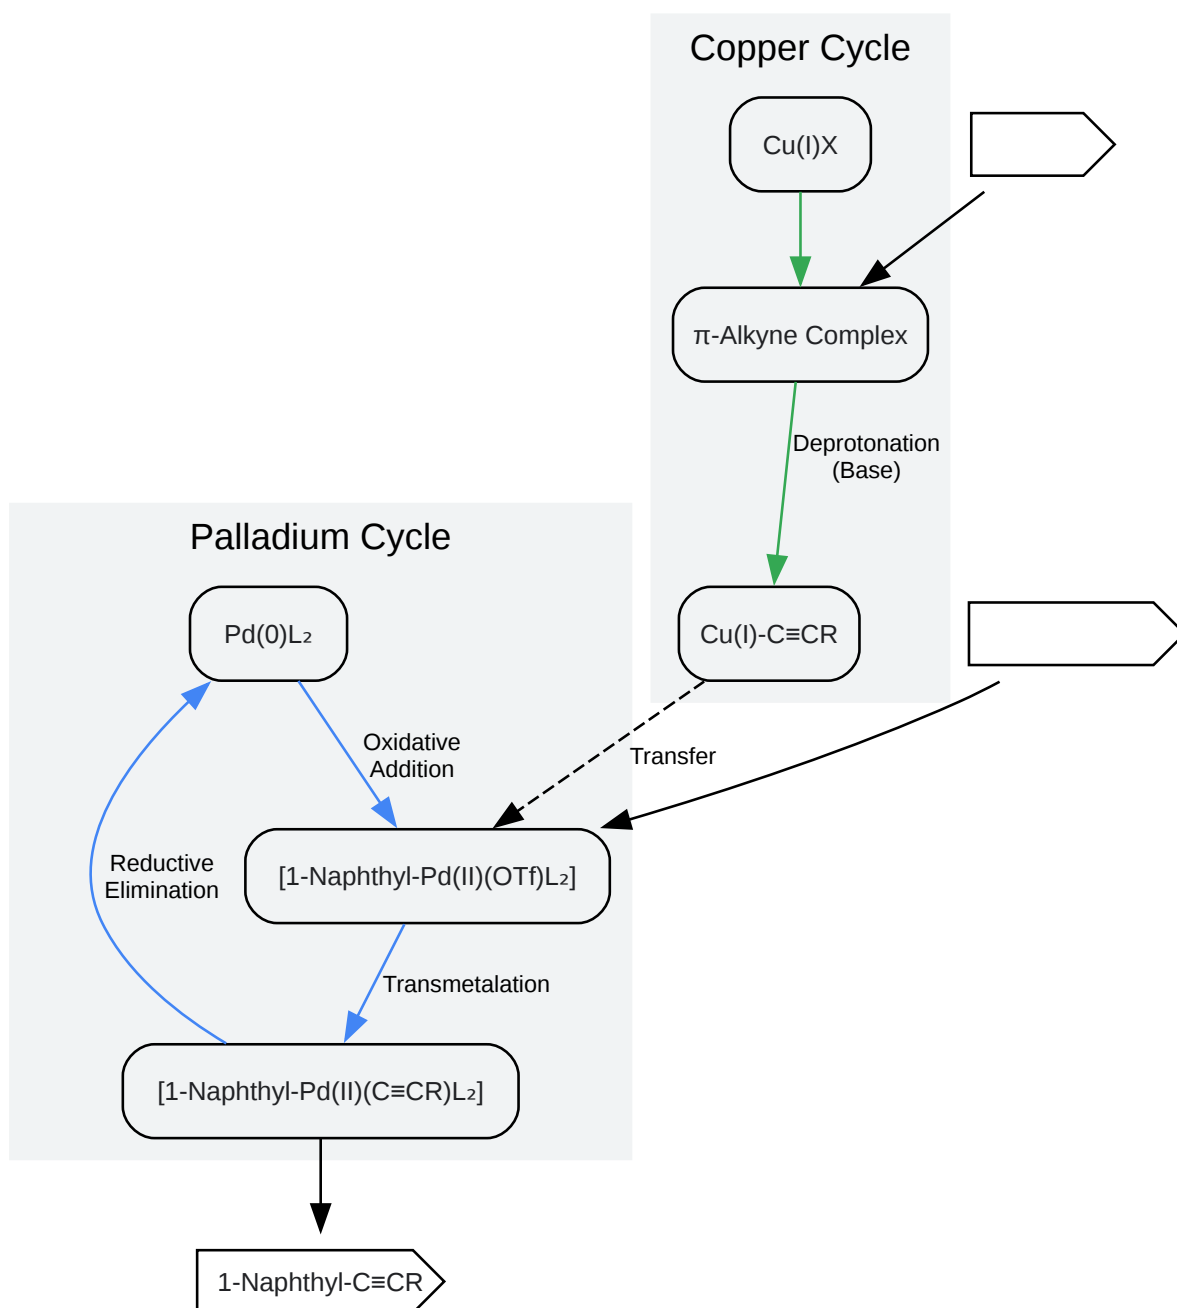 Copper Cycle
Cu(I)X
π-Alkyne Complex
Deprotonation
(Base)
Palladium Cycle
Pd(0)L₂
Cu(I)-C≡CR
Oxidative
Addition
Transfer
Reductive
Elimination
[1-Naphthyl-Pd(II)(OTf)L₂]
Transmetalation
[1-Naphthyl-Pd(II)(C≡CR)L₂]
1-Naphthyl-C≡CR